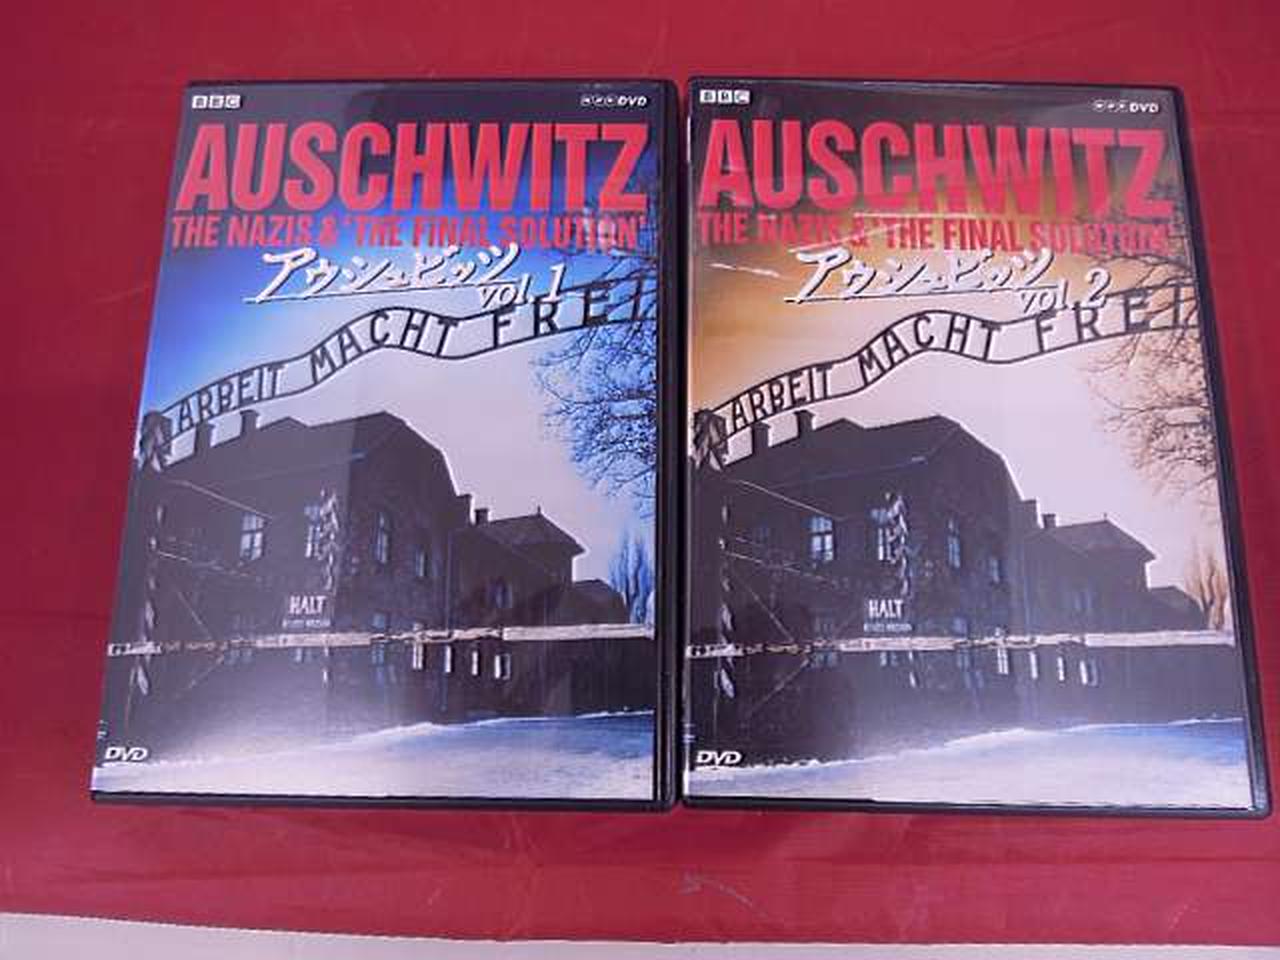 BBC
NHK DVD
AUSCHWITZ
THE NAZIS & 'THE FINAL SOLUTION'
アウシュビッツ
vol.1
ARBEIT MACHT FREI
HALT
DVD
BBC
NHK DVD
AUSCHWITZ
THE NAZIS & 'THE FINAL SOLUTION'
アウシュビッツ
vol.2
ARBEIT MACHT FREI
HALT
DVD